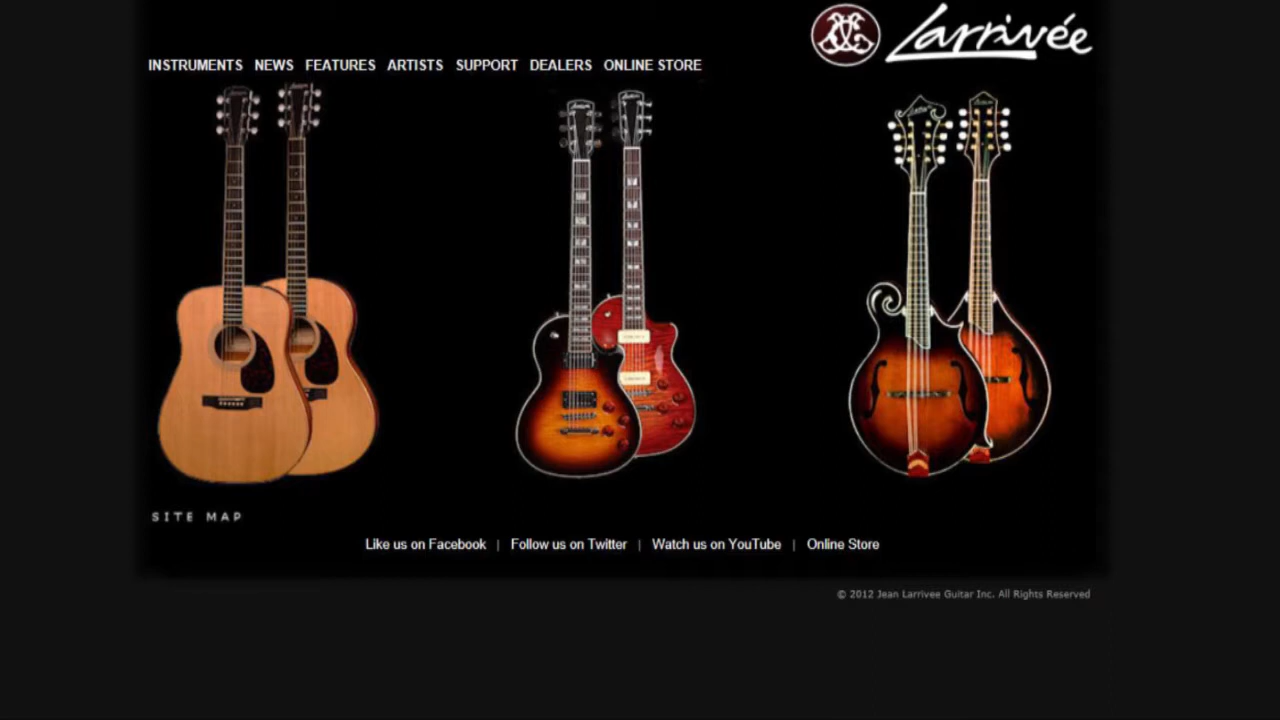 Larrivée
INSTRUMENTS NEWS FEATURES ARTISTS SUPPORT DEALERS ONLINE STORE
SITE MAP
Like us on Facebook | Follow us on Twitter | Watch us on YouTube | Online Store
© 2012 Jean Larrivee Guitar Inc. All Rights Reserved